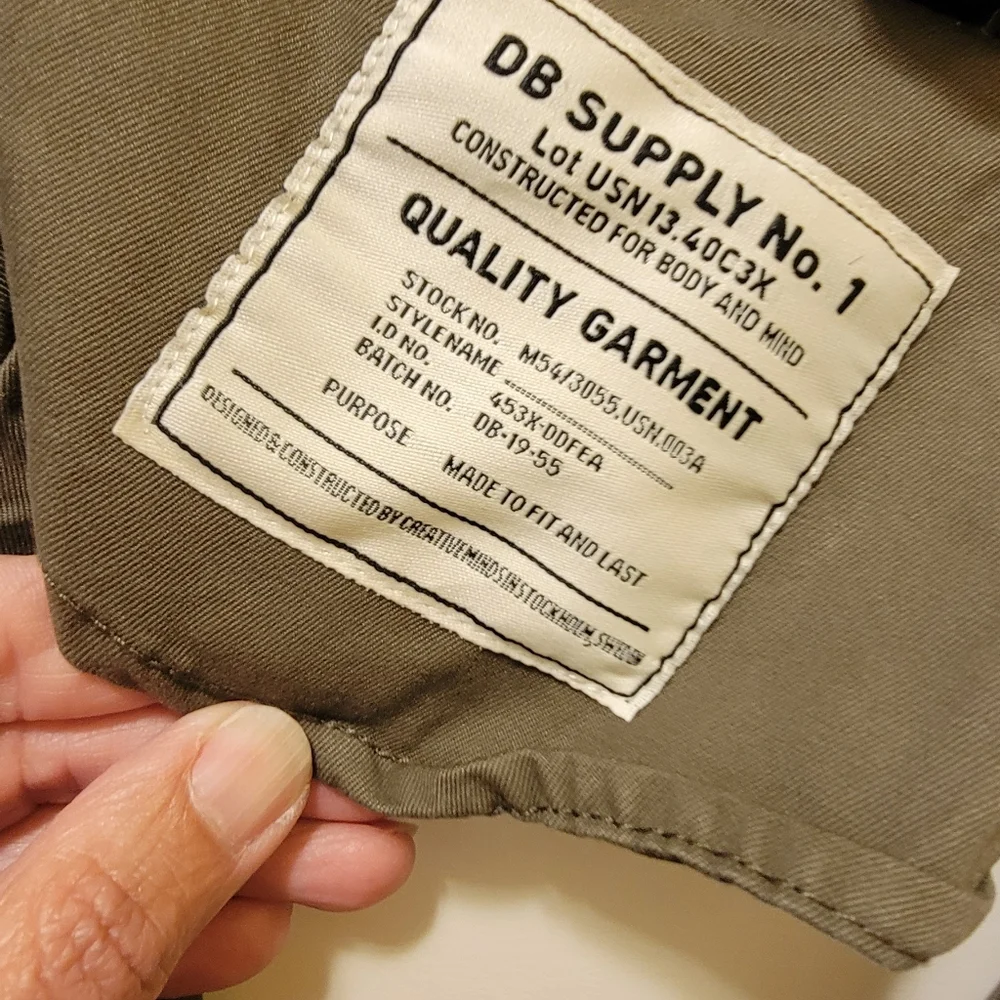 DB SUPPLY No. 1
Lot USN 13.40C3X
CONSTRUCTED FOR BODY AND MIND
QUALITY GARMENT
STOCK NO. M54/3055.USN.003A
STYLE NAME
I.D NO. 453X-DDFEA
BATCH NO. DB-19-55
PURPOSE MADE TO FIT AND LAST
DESIGNED & CONSTRUCTED BY CREATIVE MINDS IN STOCKHOLM, SWEDEN